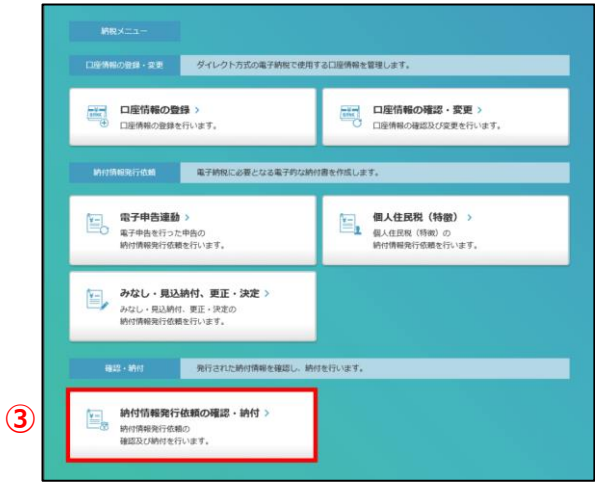 納税メニュー
口座情報の登録・変更
ダイレクト方式の電子納税で使用する口座情報を管理します。
口座情報の登録 >
口座情報の登録を行います。
口座情報の確認・変更 >
口座情報の確認及び変更を行います。
納付情報発行依頼
電子納税に必要となる電子的な納付書を作成します。
電子申告連動 >
電子申告を行った申告の
納付情報発行依頼を行います。
個人住民税(特徴) >
個人住民税(特徴)の
納付情報発行依頼を行います。
みなし・見込納付、更正・決定 >
みなし・見込納付、更正・決定の
納付情報発行依頼を行います。
確認・納付
発行された納付情報を確認し、納付を行います。
③
納付情報発行依頼の確認・納付 >
納付情報発行依頼の
確認及び納付を行います。